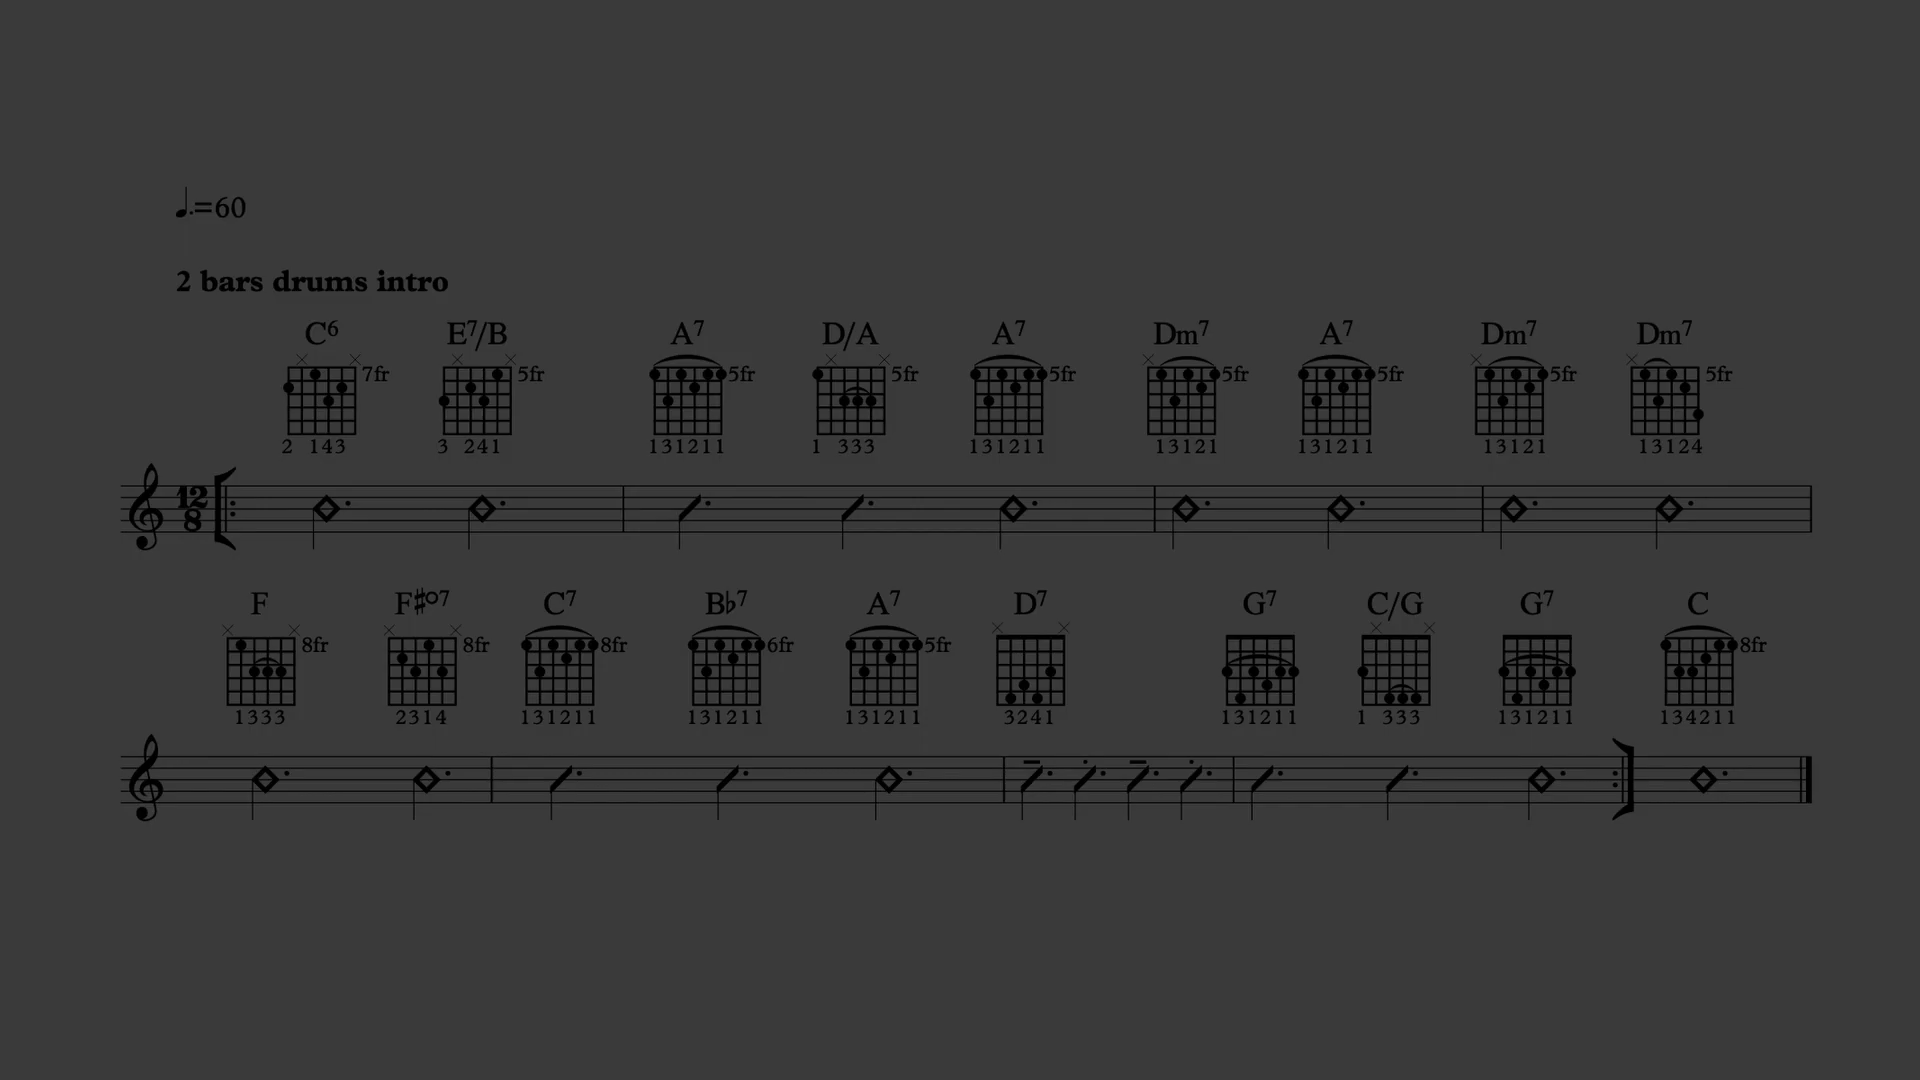 ♩.=60
2 bars drums intro
C6 E7/B A7 D/A A7 Dm7 A7 Dm7 Dm7
× × 7fr × × 5fr 5fr × × 5fr 5fr × 5fr 5fr × 5fr × 5fr
2 143 3 241 131211 1 333 131211 13121 131211 13121 13124
12
8
F F♯o7 C7 B♭7 A7 D7 G7 C/G G7 C
× × 8fr × × 8fr 8fr 6fr 5fr × × × × 8fr
1333 2314 131211 131211 131211 3241 131211 1 333 131211 134211